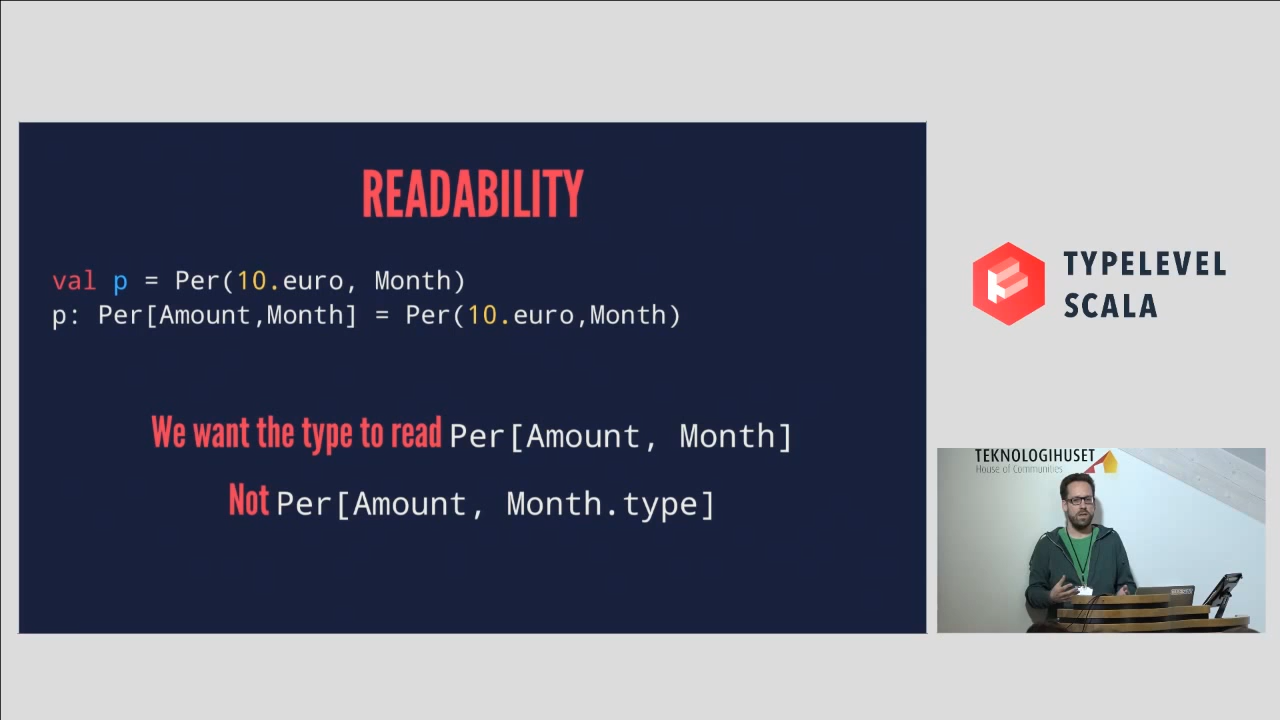 READABILITY
val p = Per(10.euro, Month)
p: Per[Amount,Month] = Per(10.euro,Month)
We want the type to read Per[Amount, Month]
Not Per[Amount, Month.type]
TYPELEVEL
SCALA
TEKNOLOGIHUSET
House of Communities